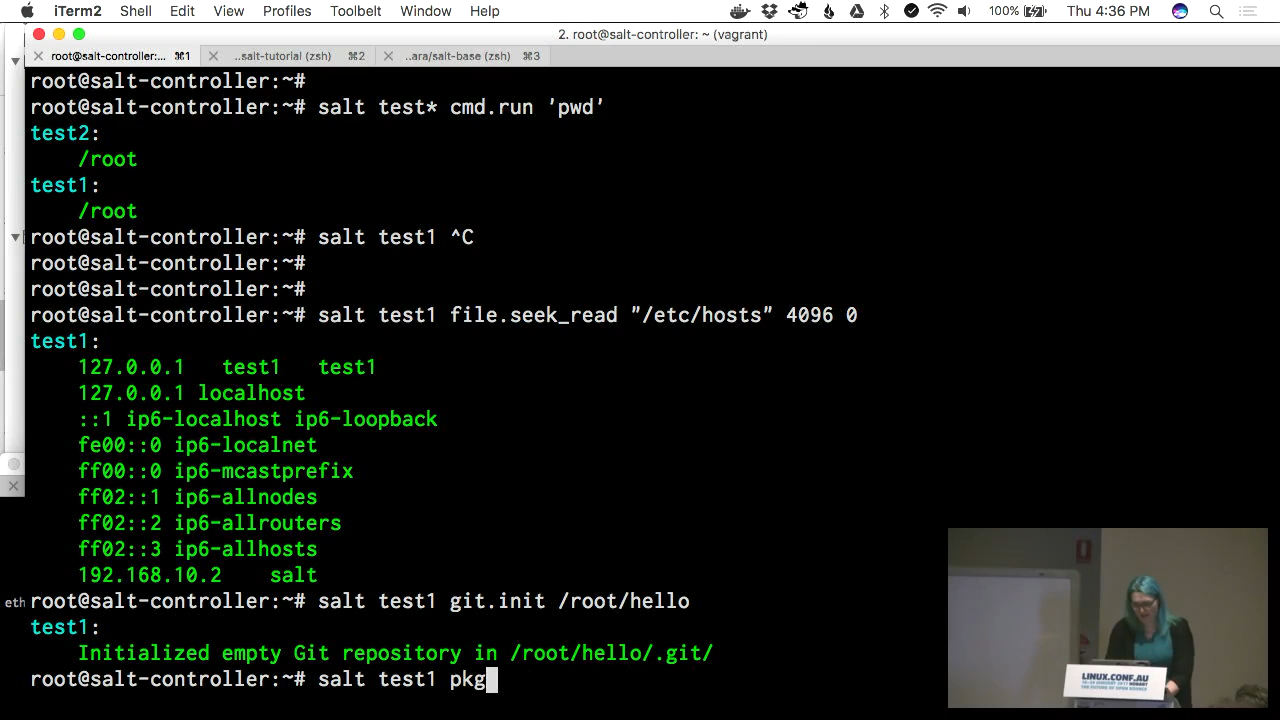 iTerm2 Shell Edit View Profiles Toolbelt Window Help 100% Thu 4:36 PM
2. root@salt-controller: ~ (vagrant)
root@salt-controller:... ⌘1 ..salt-tutorial (zsh) ⌘2 ..ara/salt-base (zsh) ⌘3
root@salt-controller:~#
root@salt-controller:~# salt test* cmd.run 'pwd'
test2:
/root
test1:
/root
root@salt-controller:~# salt test1 ^C
root@salt-controller:~#
root@salt-controller:~#
root@salt-controller:~# salt test1 file.seek_read "/etc/hosts" 4096 0
test1:
127.0.0.1 test1 test1
127.0.0.1 localhost
::1 ip6-localhost ip6-loopback
fe00::0 ip6-localnet
ff00::0 ip6-mcastprefix
ff02::1 ip6-allnodes
ff02::2 ip6-allrouters
ff02::3 ip6-allhosts
192.168.10.2 salt
eth root@salt-controller:~# salt test1 git.init /root/hello
test1:
Initialized empty Git repository in /root/hello/.git/
root@salt-controller:~# salt test1 pkg
LINUX.CONF.AU
THE FUTURE OF OPEN SOURCE